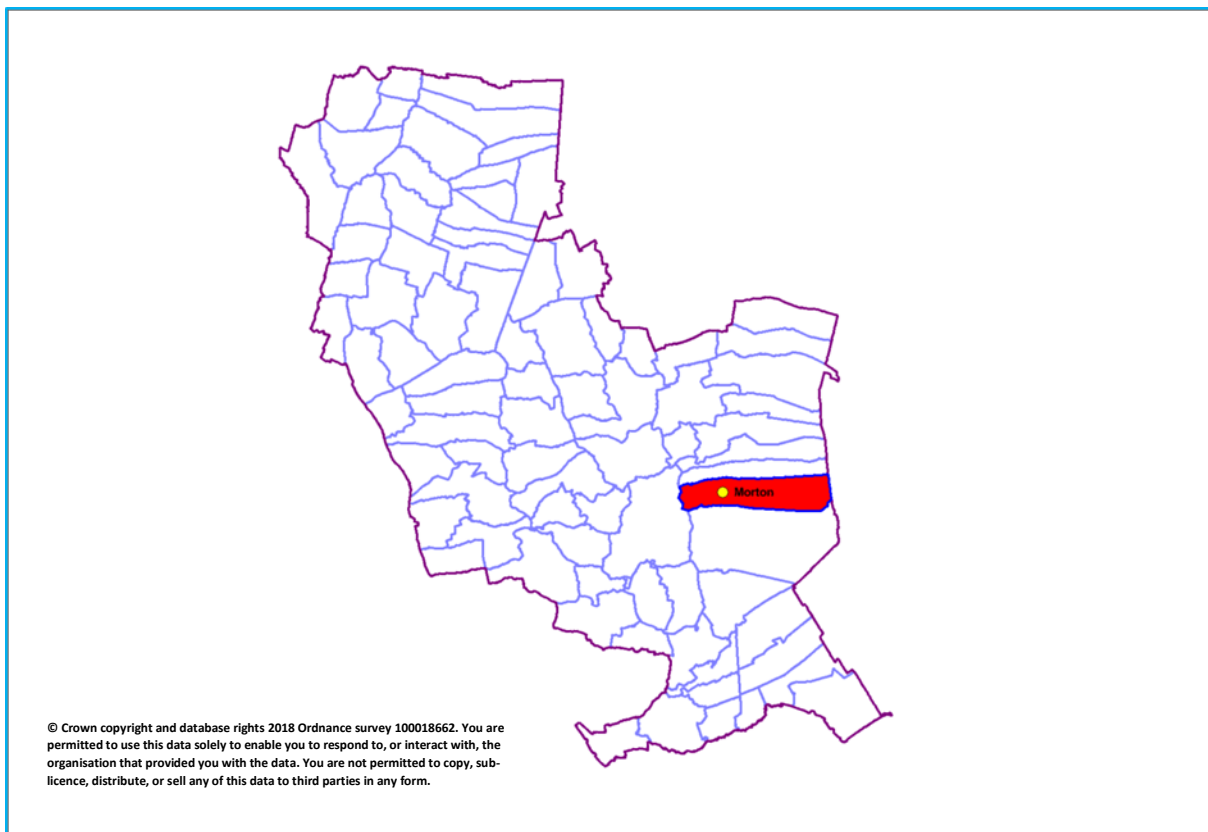 Morton
© Crown copyright and database rights 2018 Ordnance survey 100018662. You are
permitted to use this data solely to enable you to respond to, or interact with, the
organisation that provided you with the data. You are not permitted to copy, sub-
licence, distribute, or sell any of this data to third parties in any form.